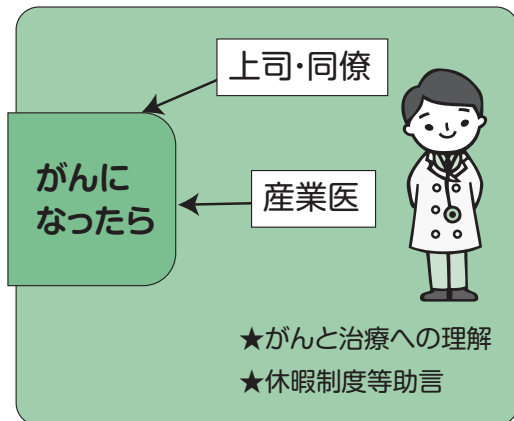 上司・同僚
がんに
なったら
産業医
★がんと治療への理解
★休暇制度等助言